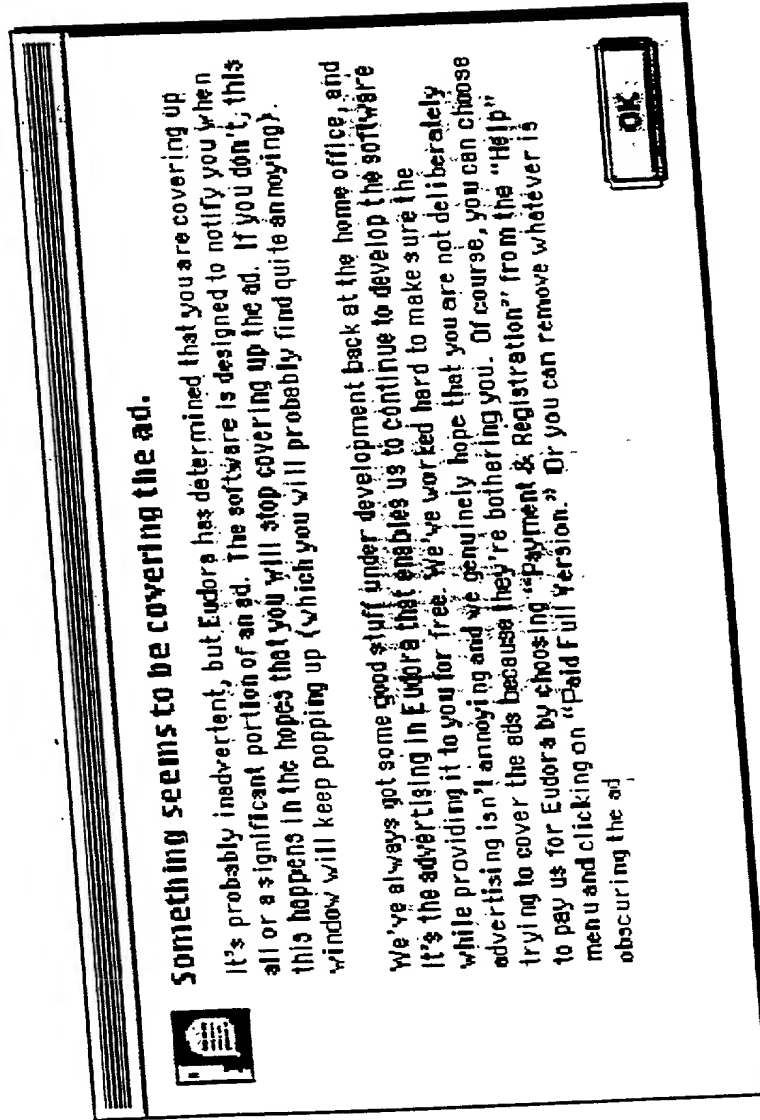 Something seems to be covering the ad.
It's probably inadvertent, but Eudora has determined that you are covering up
all or a significant portion of an ad. The software is designed to notify you when
this happens in the hopes that you will stop covering up the ad. If you don't, this
window will keep popping up (which you will probably find quite annoying).
We've always got some good stuff under development back at the home office, and
It's the advertising in Eudora that enables us to continue to develop the software
while providing it to you for free. We've worked hard to make sure the
advertising isn't annoying and we genuinely hope that you are not deliberately
trying to cover the ads because they're bothering you. Of course, you can choose
to pay us for Eudora by choosing "Payment & Registration" from the "Help"
menu and clicking on "Paid Full Version." Or you can remove whatever is
obscuring the ad
OK